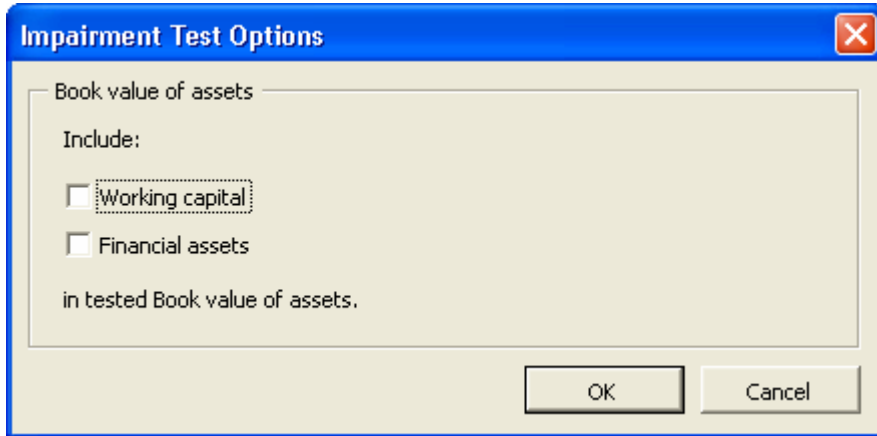 Impairment Test Options
Book value of assets
Include:
Working capital
Financial assets
in tested Book value of assets.
OK Cancel